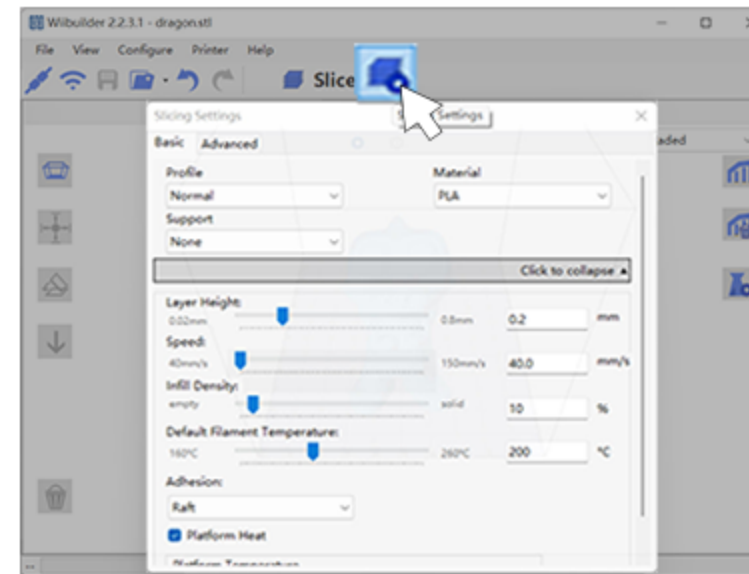 Wiibuilder 2.2.3.1 - dragon.stl
File View Configure Printer Help
Slice
Slicing Settings
Settings
Basic Advanced
Profile Material
Normal PLA
Support
None
Click to collapse ▲
Layer Height:
0.02mm 0.8mm 0.2 mm
Speed:
40mm/s 150mm/s 40.0 mm/s
Infill Density:
empty solid 10 %
Default Filament Temperature:
160°C 260°C 200 °C
Adhesion:
Raft
Platform Heat
Platform Temperature